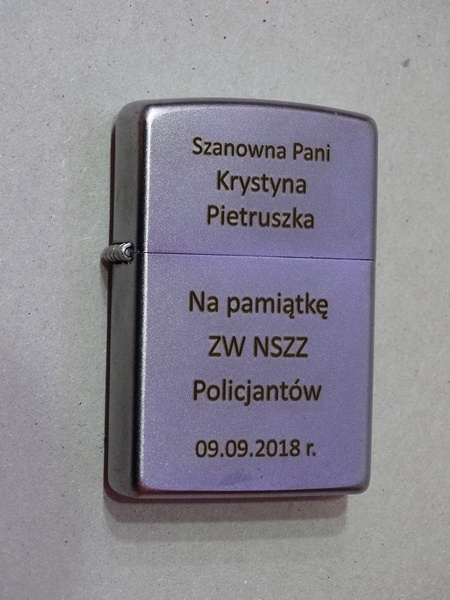 Szanowna Pani
Krystyna
Pietruszka
Na pamiątkę
ZW NSZZ
Policjantów
09.09.2018 r.